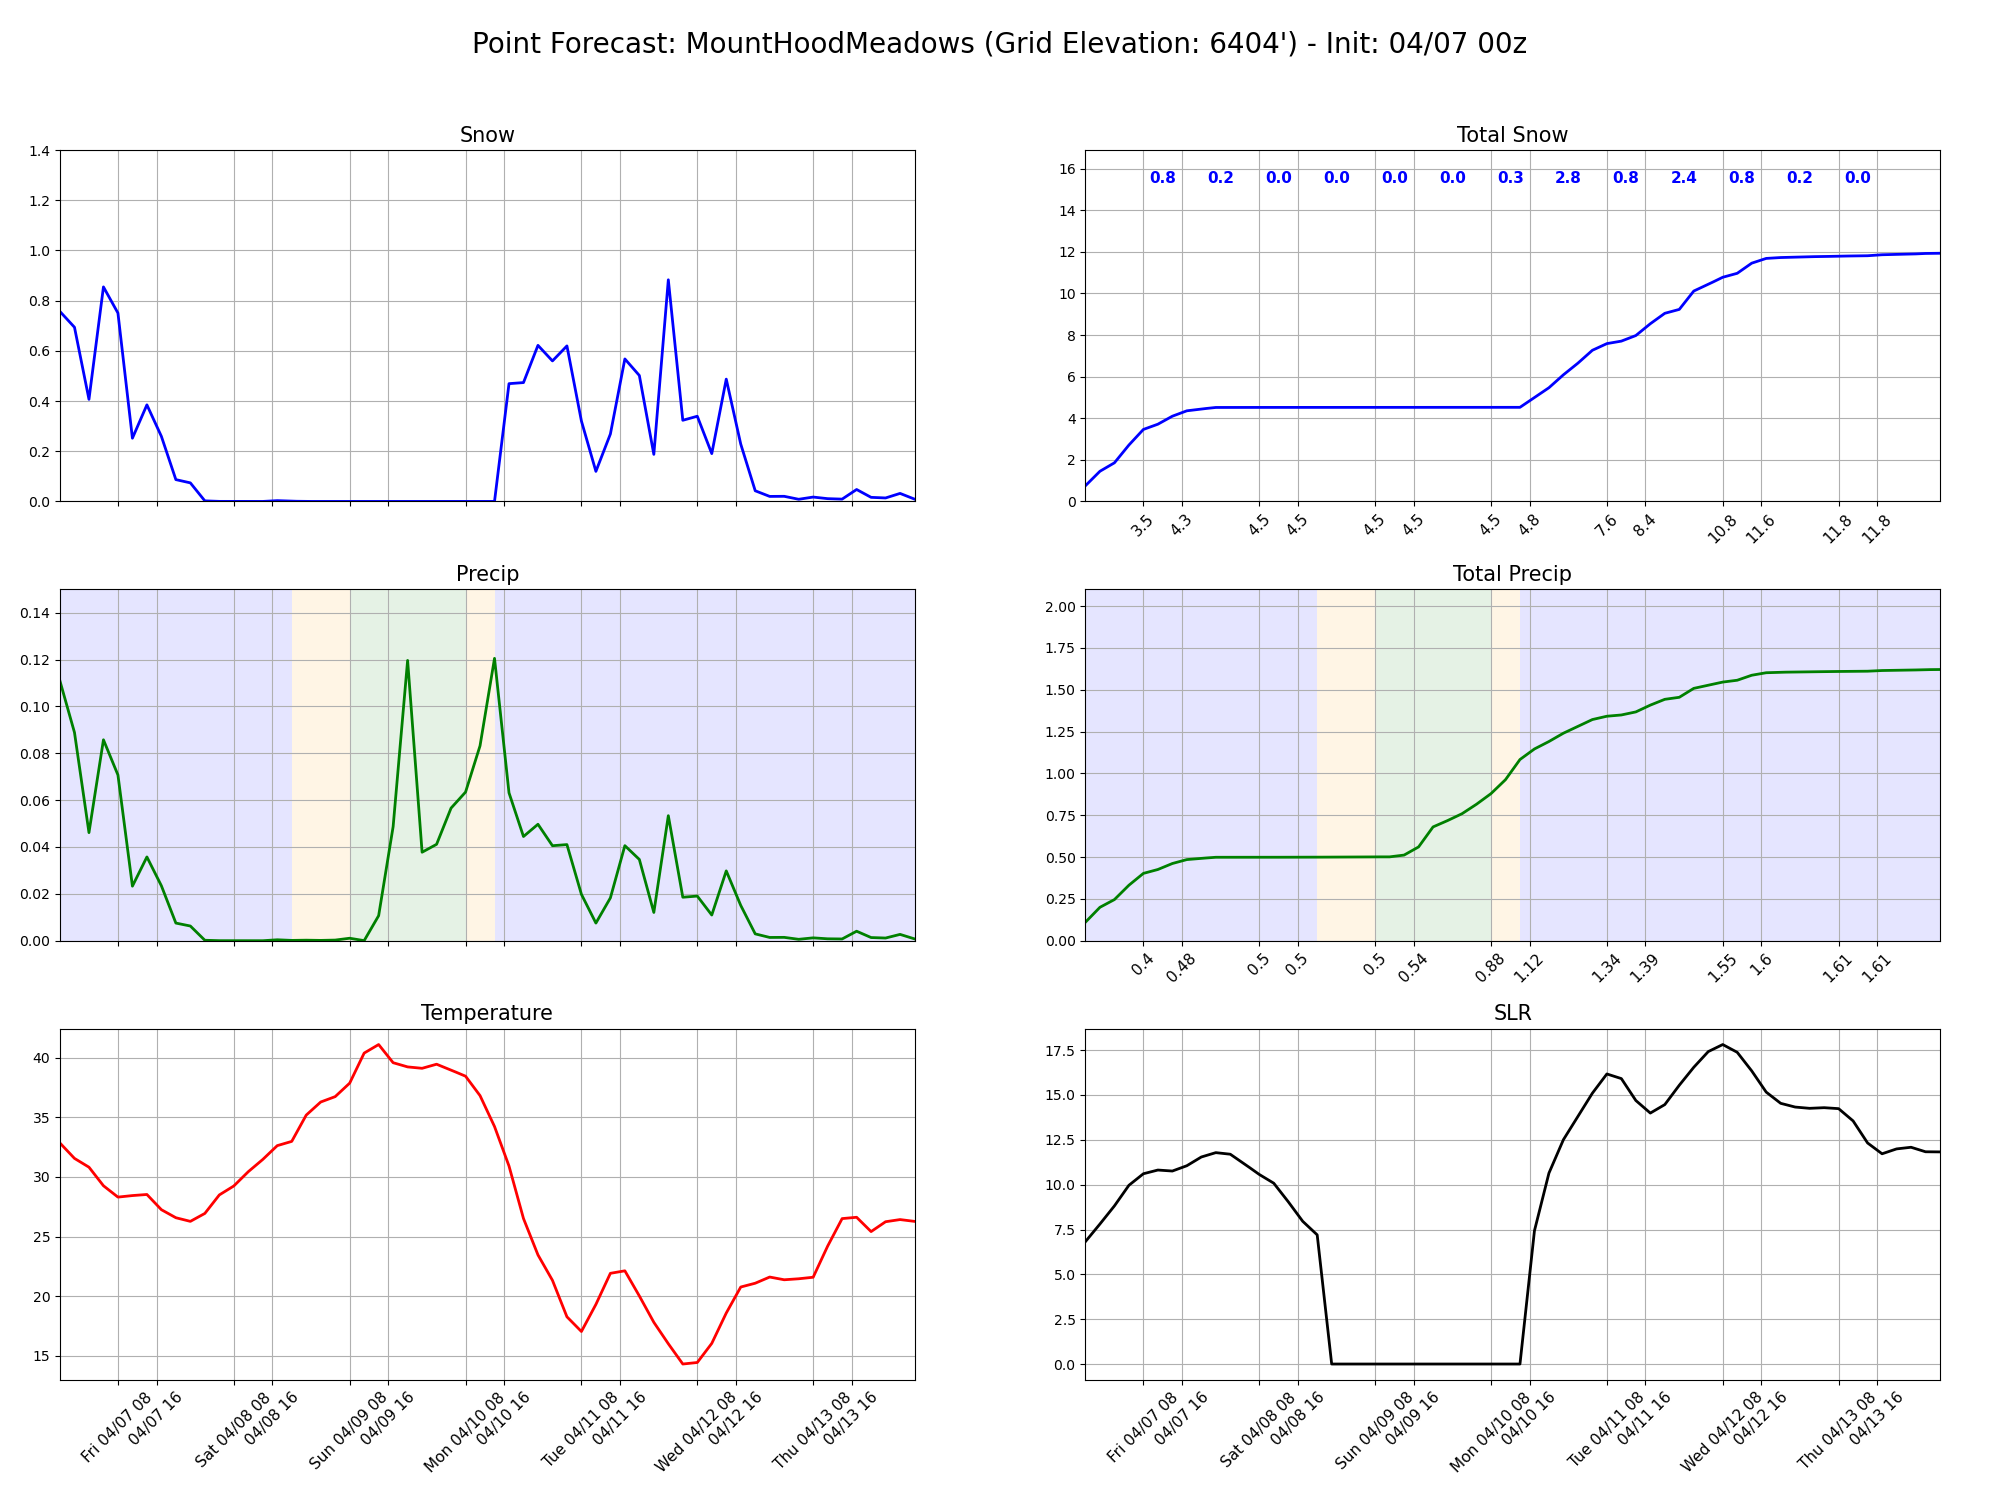 Point Forecast: MountHoodMeadows (Grid Elevation: 6404') - Init: 04/07 00z
Snow
1.4
1.2
1.0
0.8
0.6
0.4
0.2
0.0
Total Snow
16
14
12
10
8
6
4
2
0
0.8 0.2 0.0 0.0 0.0 0.0 0.3 2.8 0.8 2.4 0.8 0.2 0.0
3.5 4.3 4.5 4.5 4.5 4.5 4.5 4.8 7.6 8.4 10.8 11.6 11.8 11.8
Precip
0.14
0.12
0.10
0.08
0.06
0.04
0.02
0.00
Total Precip
2.00
1.75
1.50
1.25
1.00
0.75
0.50
0.25
0.00
0.4 0.48 0.5 0.5 0.5 0.54 0.88 1.12 1.34 1.39 1.55 1.6 1.61 1.61
Temperature
40
35
30
25
20
15
Fri 04/07 08
04/07 16
Sat 04/08 08
04/08 16
Sun 04/09 08
04/09 16
Mon 04/10 08
04/10 16
Tue 04/11 08
04/11 16
Wed 04/12 08
04/12 16
Thu 04/13 08
04/13 16
SLR
17.5
15.0
12.5
10.0
7.5
5.0
2.5
0.0
Fri 04/07 08
04/07 16
Sat 04/08 08
04/08 16
Sun 04/09 08
04/09 16
Mon 04/10 08
04/10 16
Tue 04/11 08
04/11 16
Wed 04/12 08
04/12 16
Thu 04/13 08
04/13 16